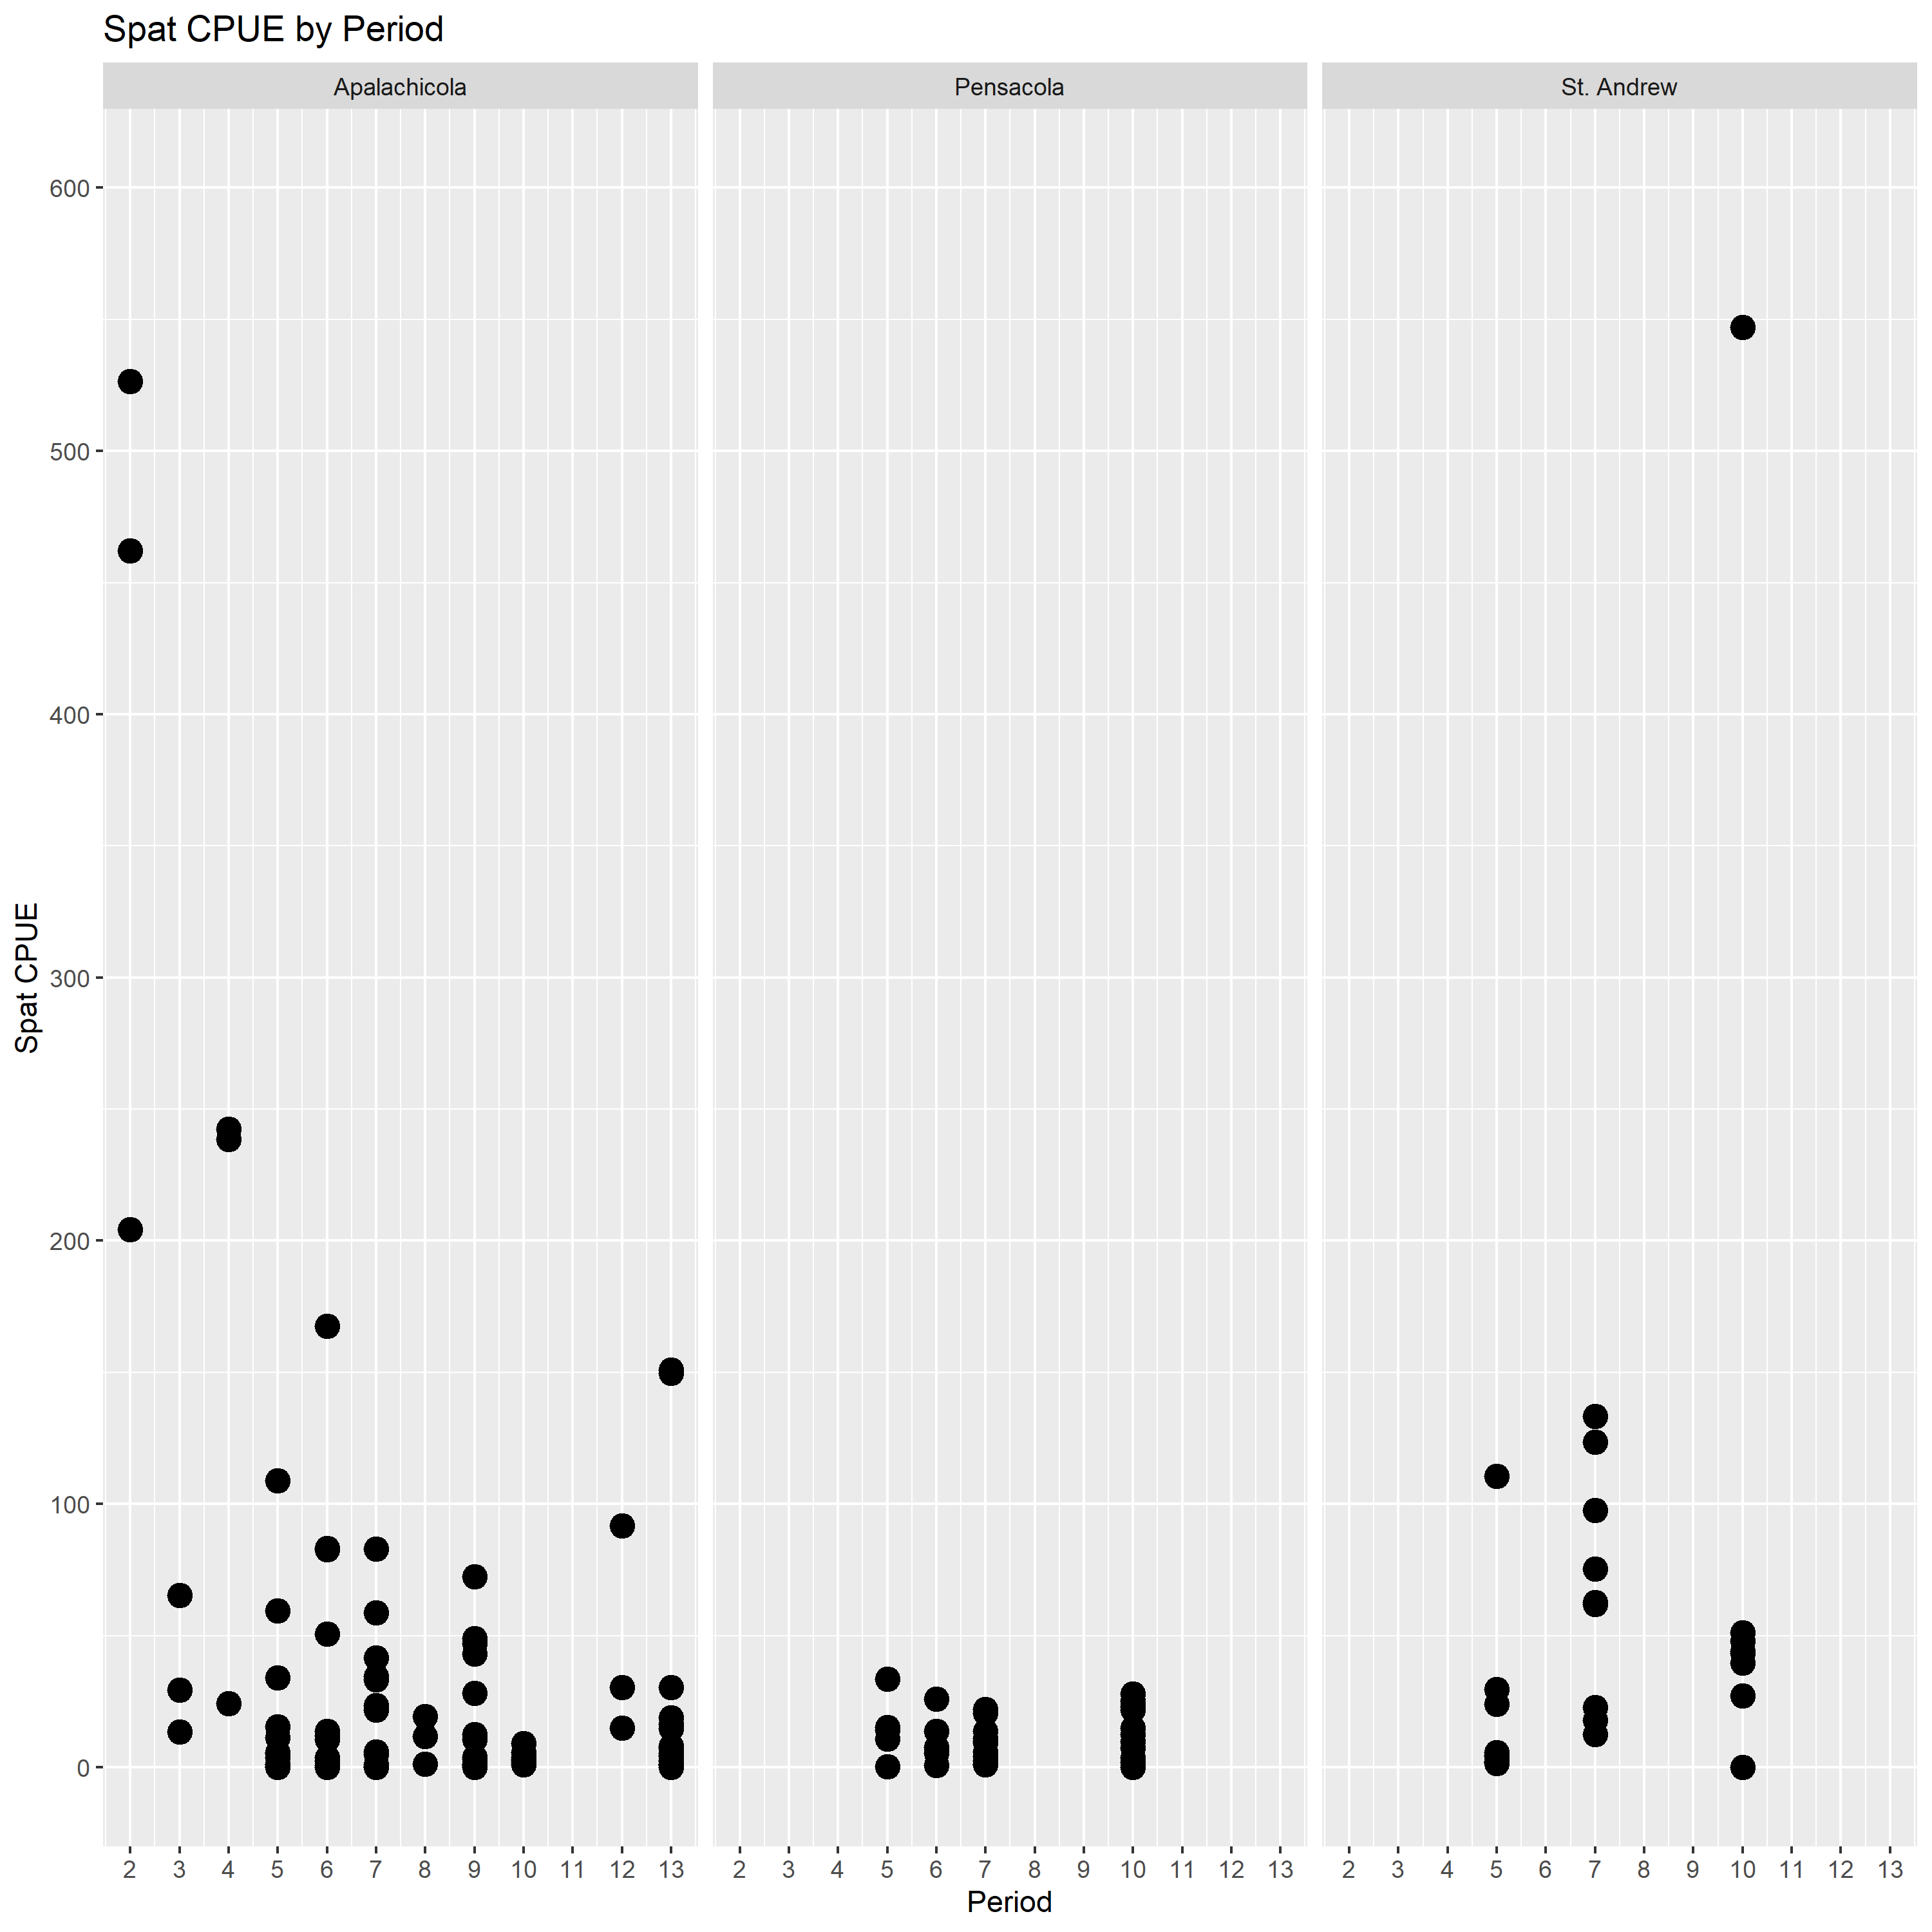 Spat CPUE by Period
Apalachicola Pensacola St. Andrew
600
500
400
300
200
100
0
Spat CPUE
2 3 4 5 6 7 8 9 10 11 12 13 2 3 4 5 6 7 8 9 10 11 12 13 2 3 4 5 6 7 8 9 10 11 12 13
Period